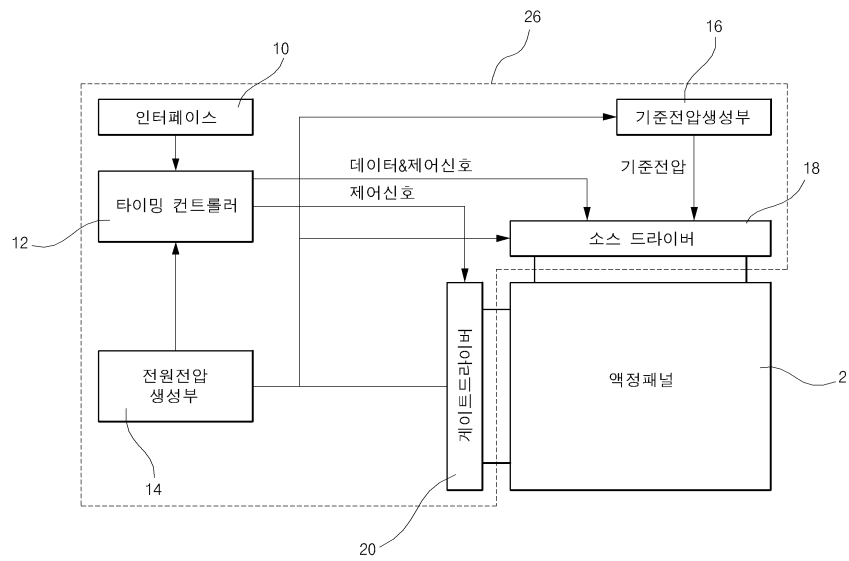 26
16
10
인터페이스
기준전압생성부
데이터&제어신호
기준전압
18
제어신호
타이밍 컨트롤러
12
소스 드라이버
전원전압
생성부
게이트드라이버
액정패널
2
14
20